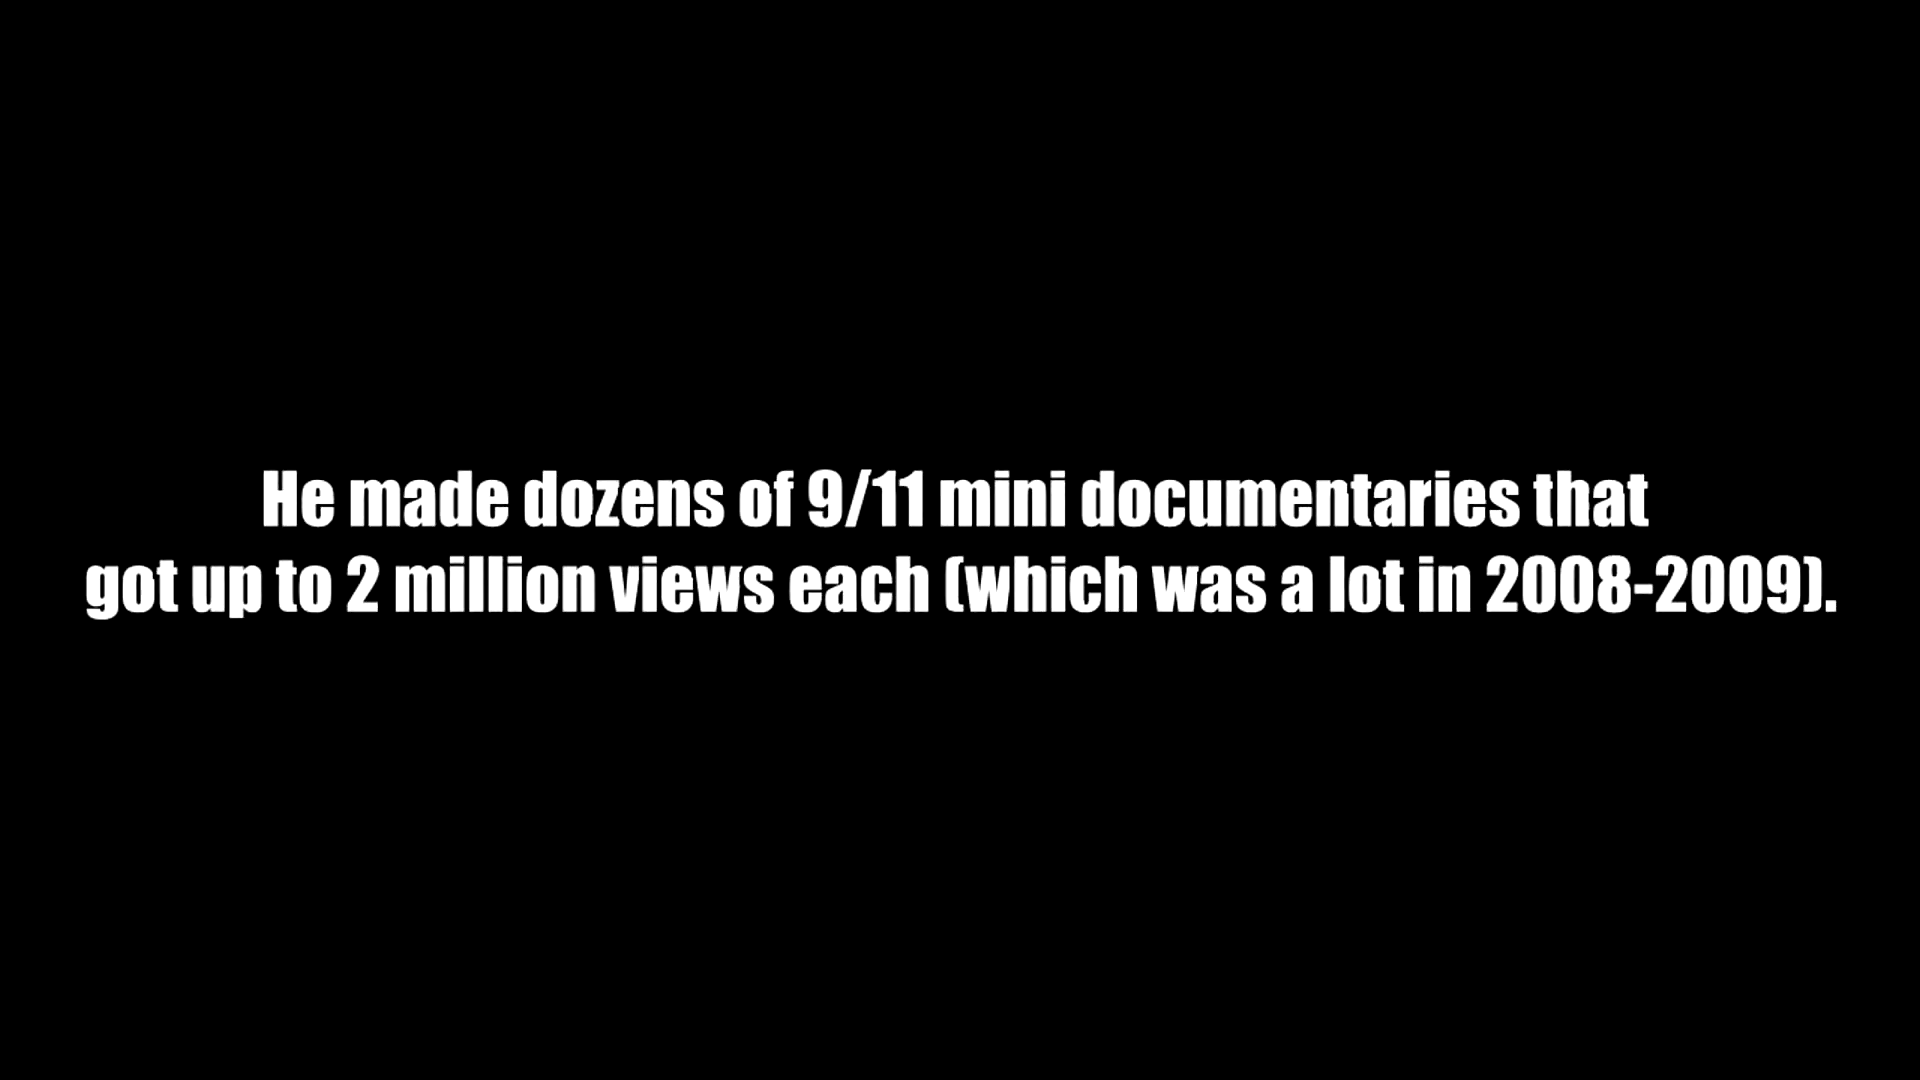 He made dozens of 9/11 mini documentaries that
got up to 2 million views each (which was a lot in 2008-2009).